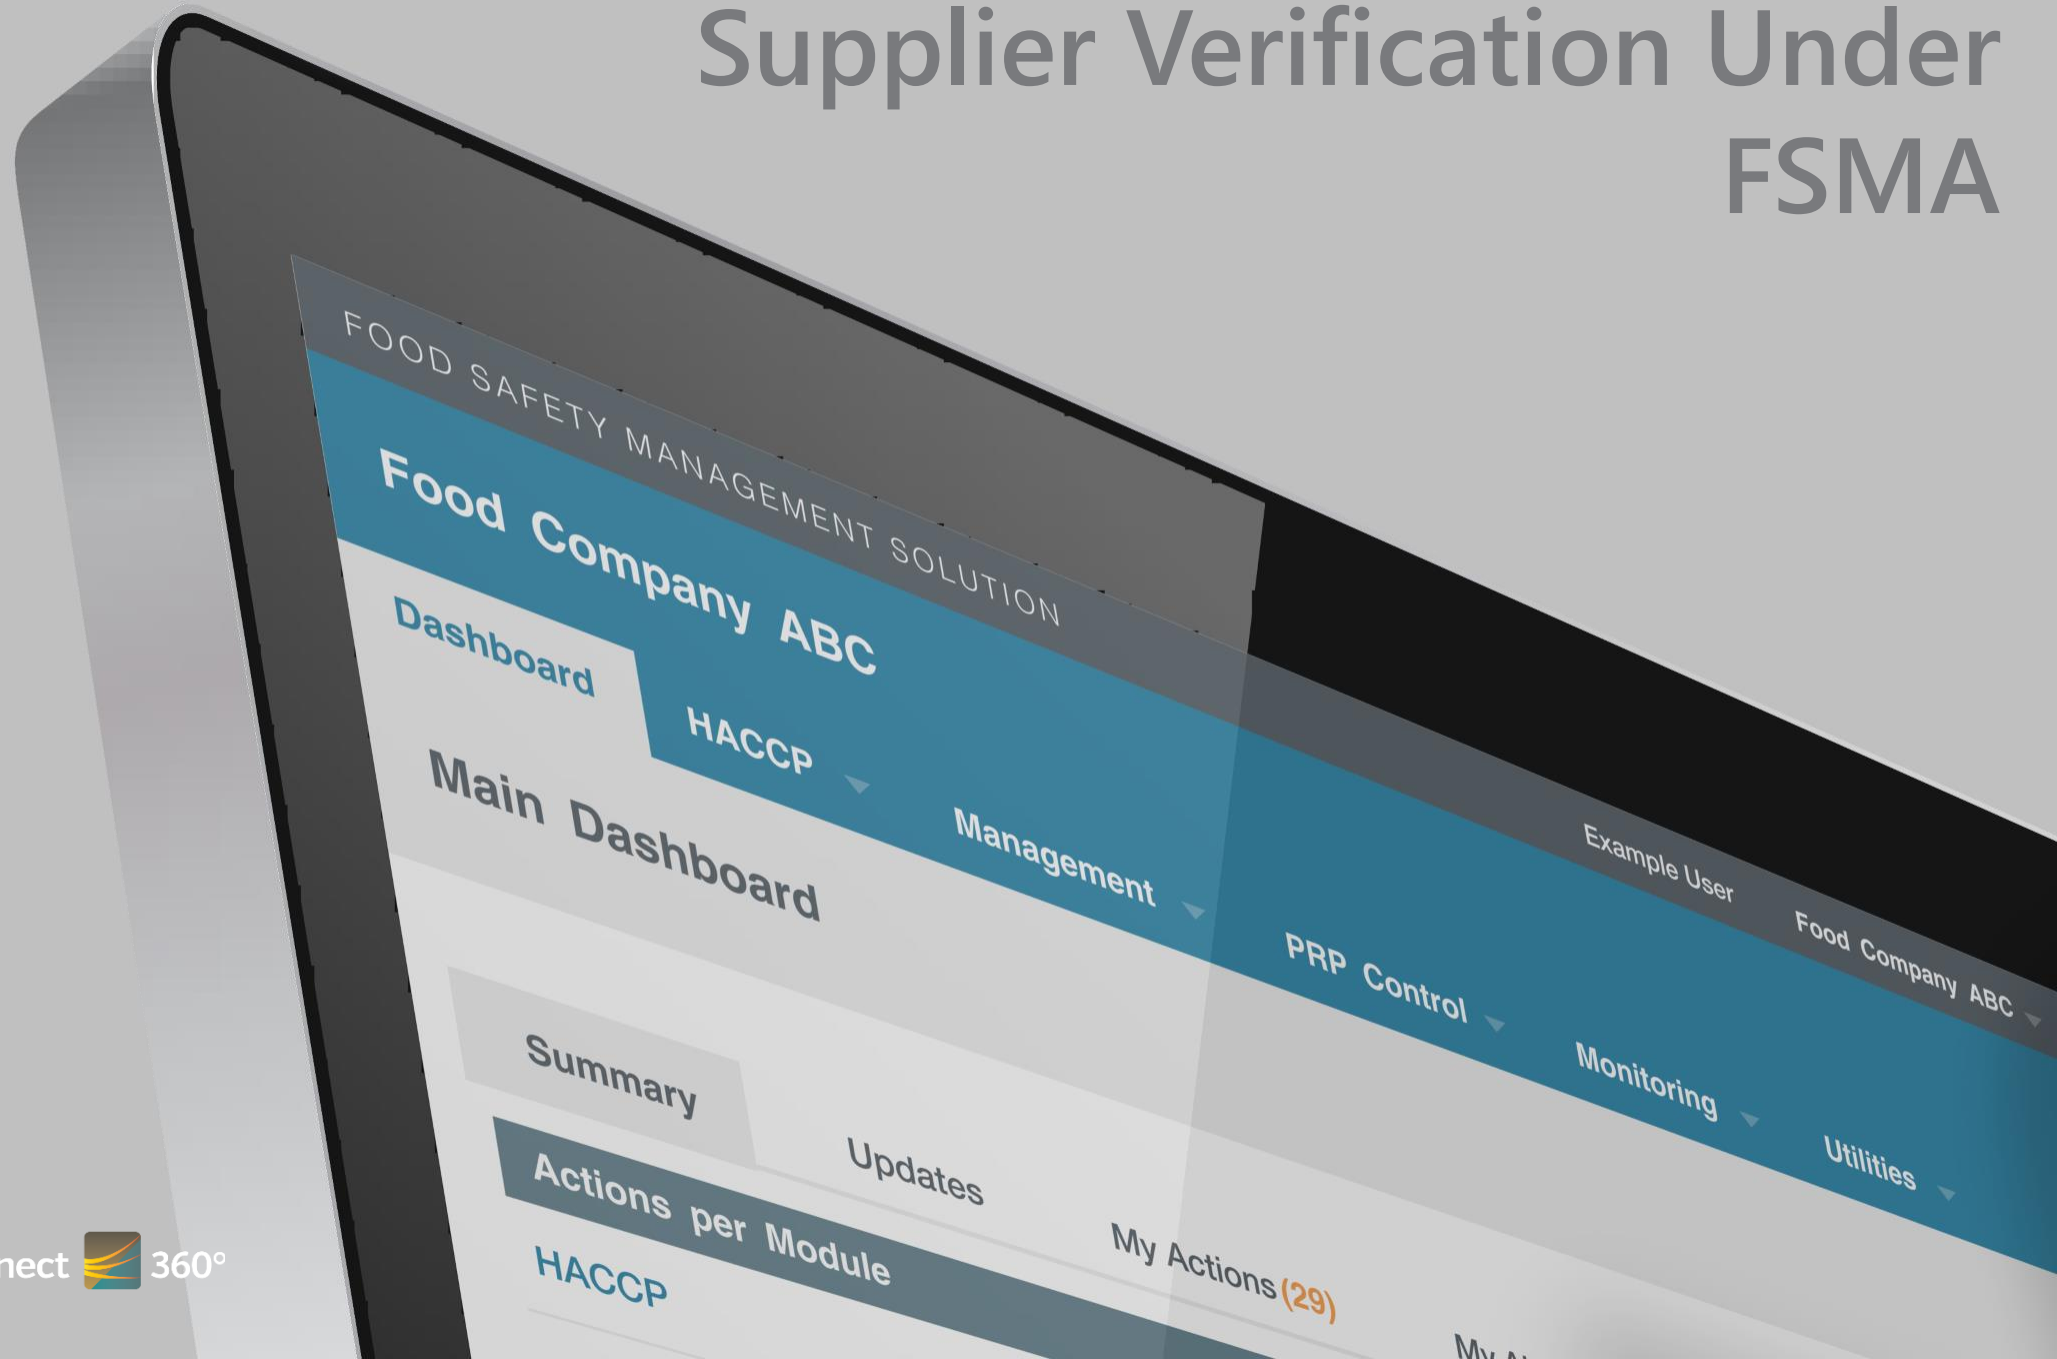 Supplier Verification Under
FSMA
FOOD SAFETY MANAGEMENT SOLUTION
Food Company ABC
Example User
Food Company ABC
Dashboard
HACCP
Management
PRP Control
Monitoring
Utilities
Main Dashboard
Summary
Updates
My Actions (29)
My
Actions per Module
HACCP
360°